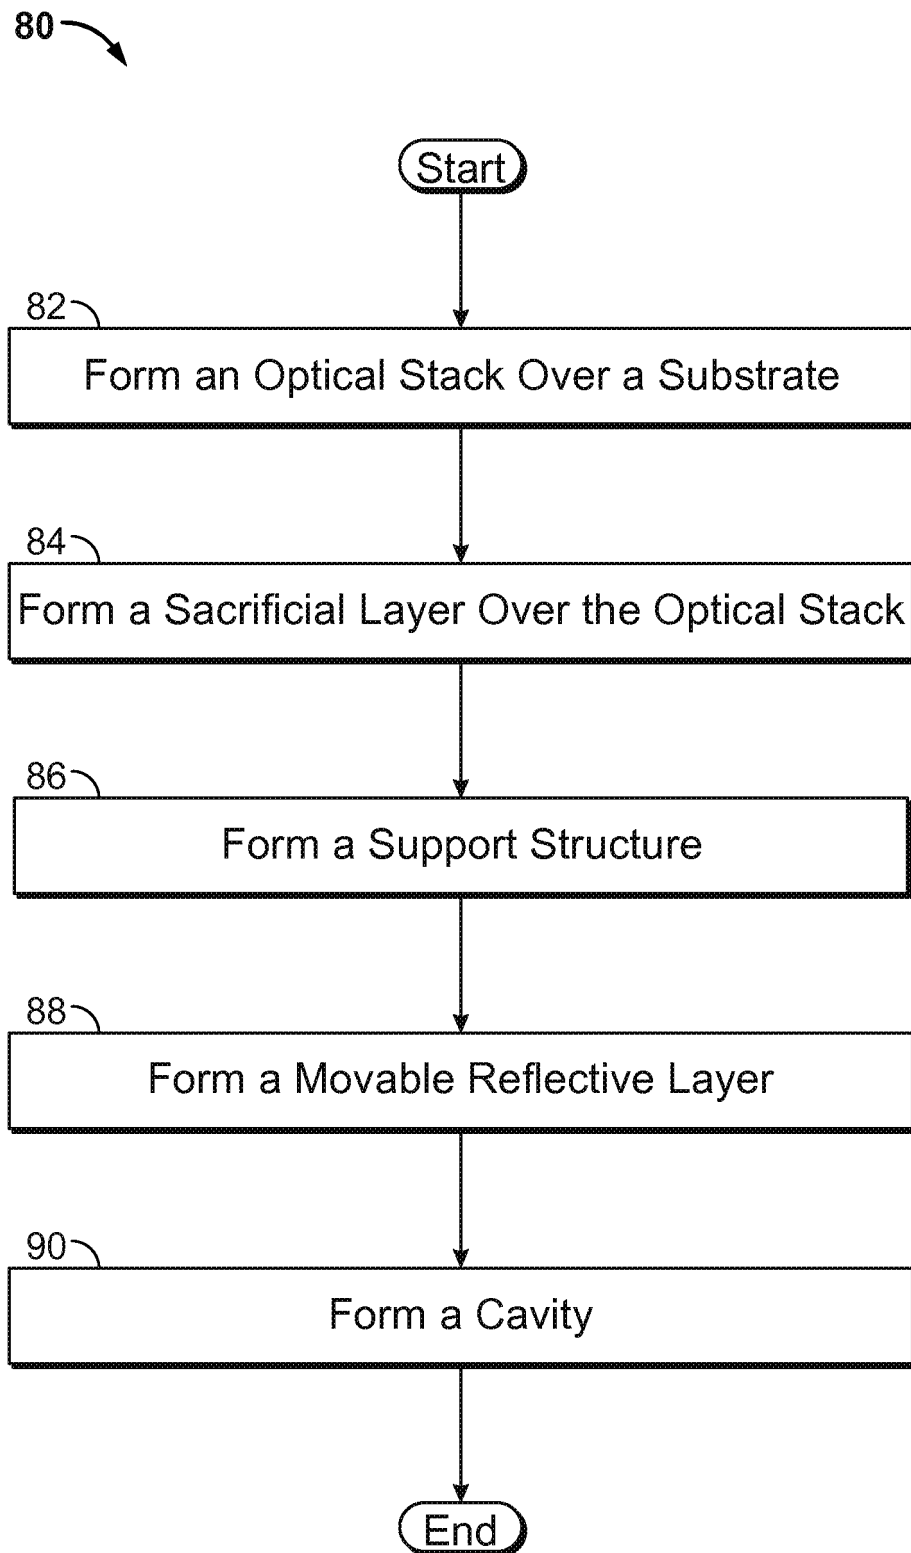 80
Start
82
Form an Optical Stack Over a Substrate
84
Form a Sacrificial Layer Over the Optical Stack
86
Form a Support Structure
88
Form a Movable Reflective Layer
90
Form a Cavity
End